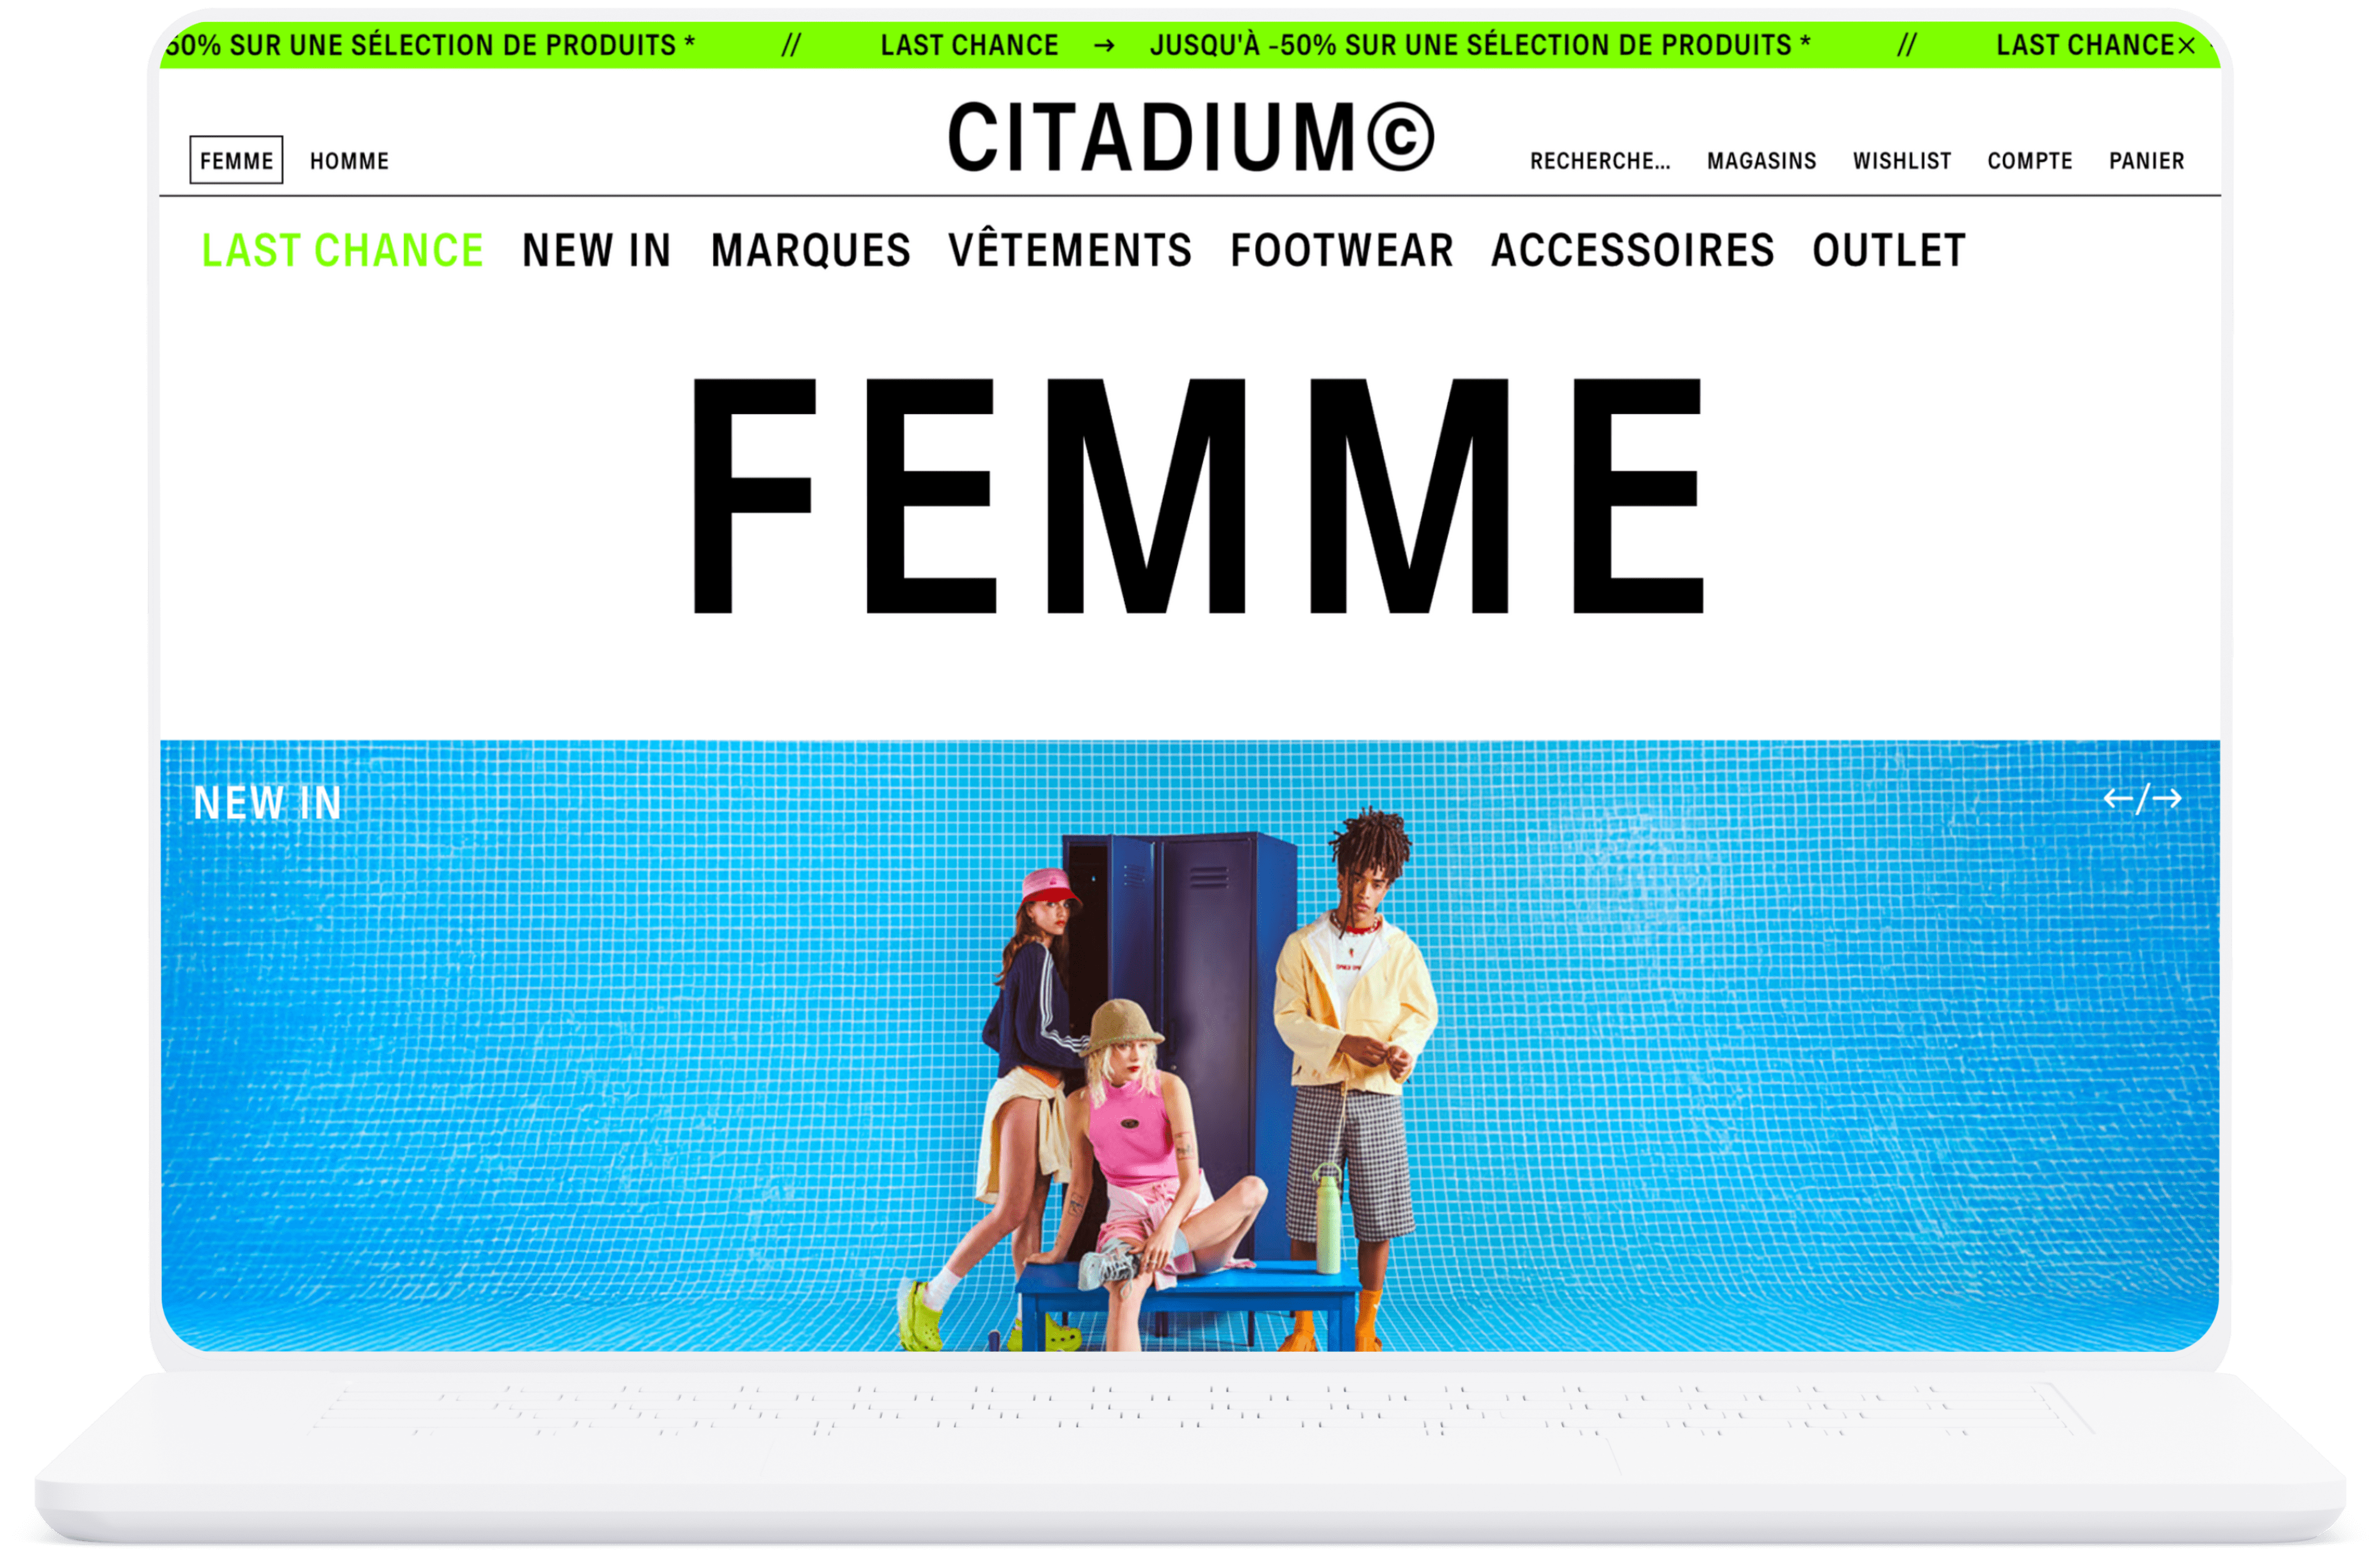 50% SUR UNE SÉLECTION DE PRODUITS * // LAST CHANCE → JUSQU'À -50% SUR UNE SÉLECTION DE PRODUITS * // LAST CHANCE×
CITADIUM©
FEMME HOMME RECHERCHE... MAGASINS WISHLIST COMPTE PANIER
LAST CHANCE NEW IN MARQUES VÊTEMENTS FOOTWEAR ACCESSOIRES OUTLET
FEMME
NEW IN ←/→